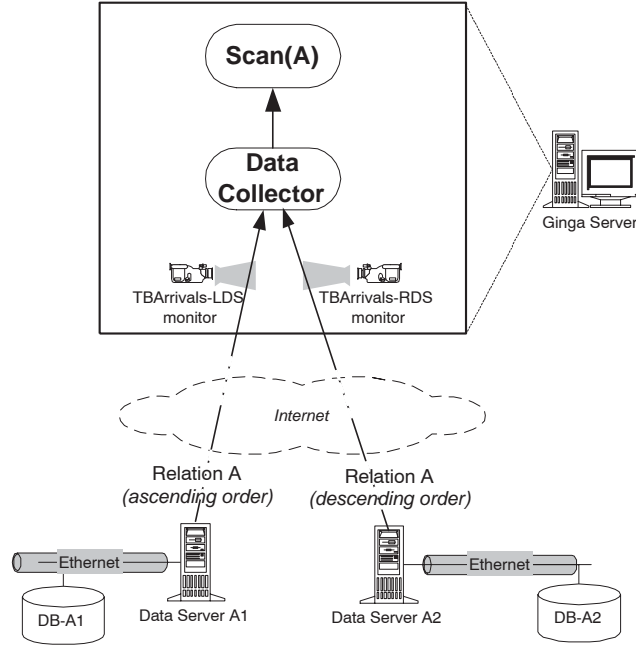 Scan(A)
Data
Collector
Ginga Server
TBArrivals-LDS
monitor
TBArrivals-RDS
monitor
Internet
Relation A
(ascending order)
Relation A
(descending order)
Ethernet
Ethernet
DB-A1
Data Server A1
Data Server A2
DB-A2